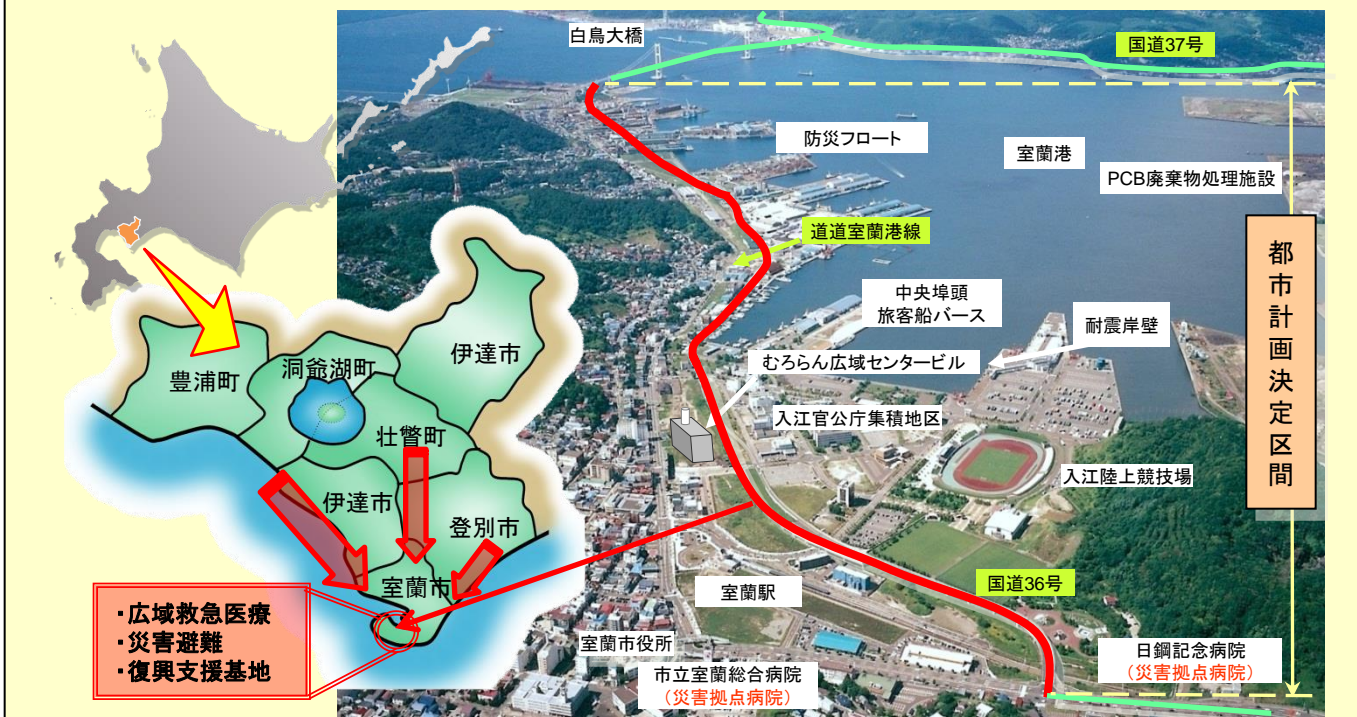 白鳥大橋
国道37号
防災フロート
室蘭港
PCB廃棄物処理施設
道道室蘭港線
都市計画決定区間
中央埠頭
旅客船バース
耐震岸壁
むろらん広域センタービル
入江官公庁集積地区
入江陸上競技場
伊達市
洞爺湖町
豊浦町
壮瞥町
伊達市
登別市
室蘭市
国道36号
室蘭駅
・広域救急医療
・災害避難
・復興支援基地
室蘭市役所
市立室蘭総合病院
（災害拠点病院）
日鋼記念病院
（災害拠点病院）